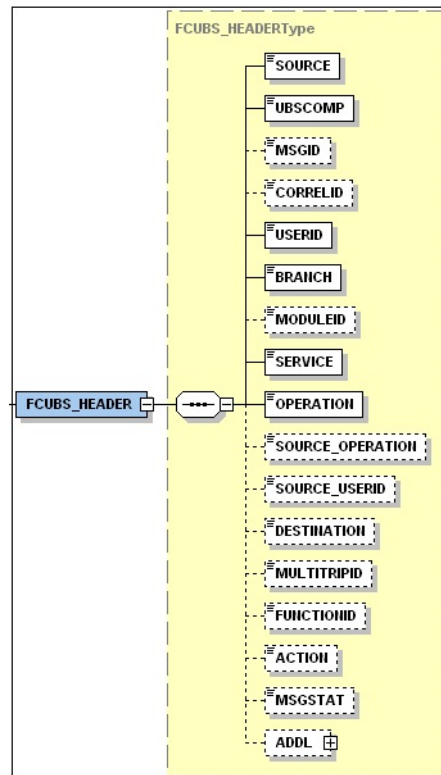 FCUBS_HEADERType
SOURCE
UBSCOMP
MSGID
CORRELID
USERID
BRANCH
MODULEID
SERVICE
FCUBS_HEADER
OPERATION
SOURCE_OPERATION
SOURCE_USERID
DESTINATION
MULTITRIPID
FUNCTIONID
ACTION
MSGSTAT
ADDL